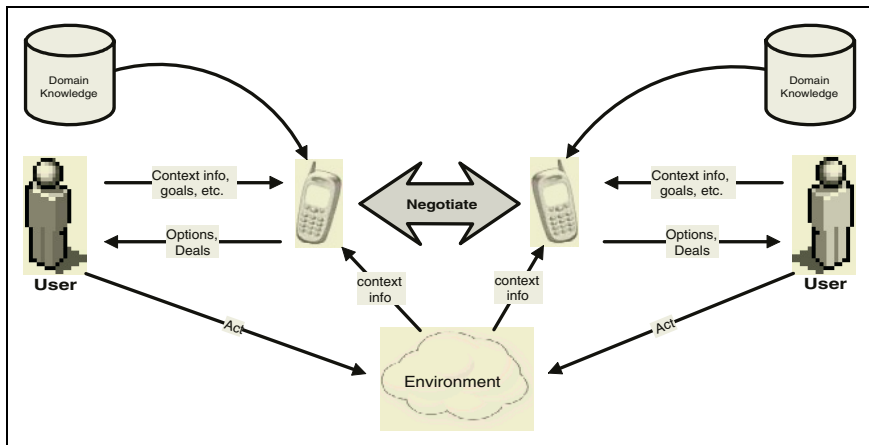 Domain
Knowledge
Domain
Knowledge
Context info,
goals, etc.
Negotiate
Context info,
goals, etc.
Options,
Deals
Options,
Deals
User
User
context
info
context
info
Act
Act
Environment